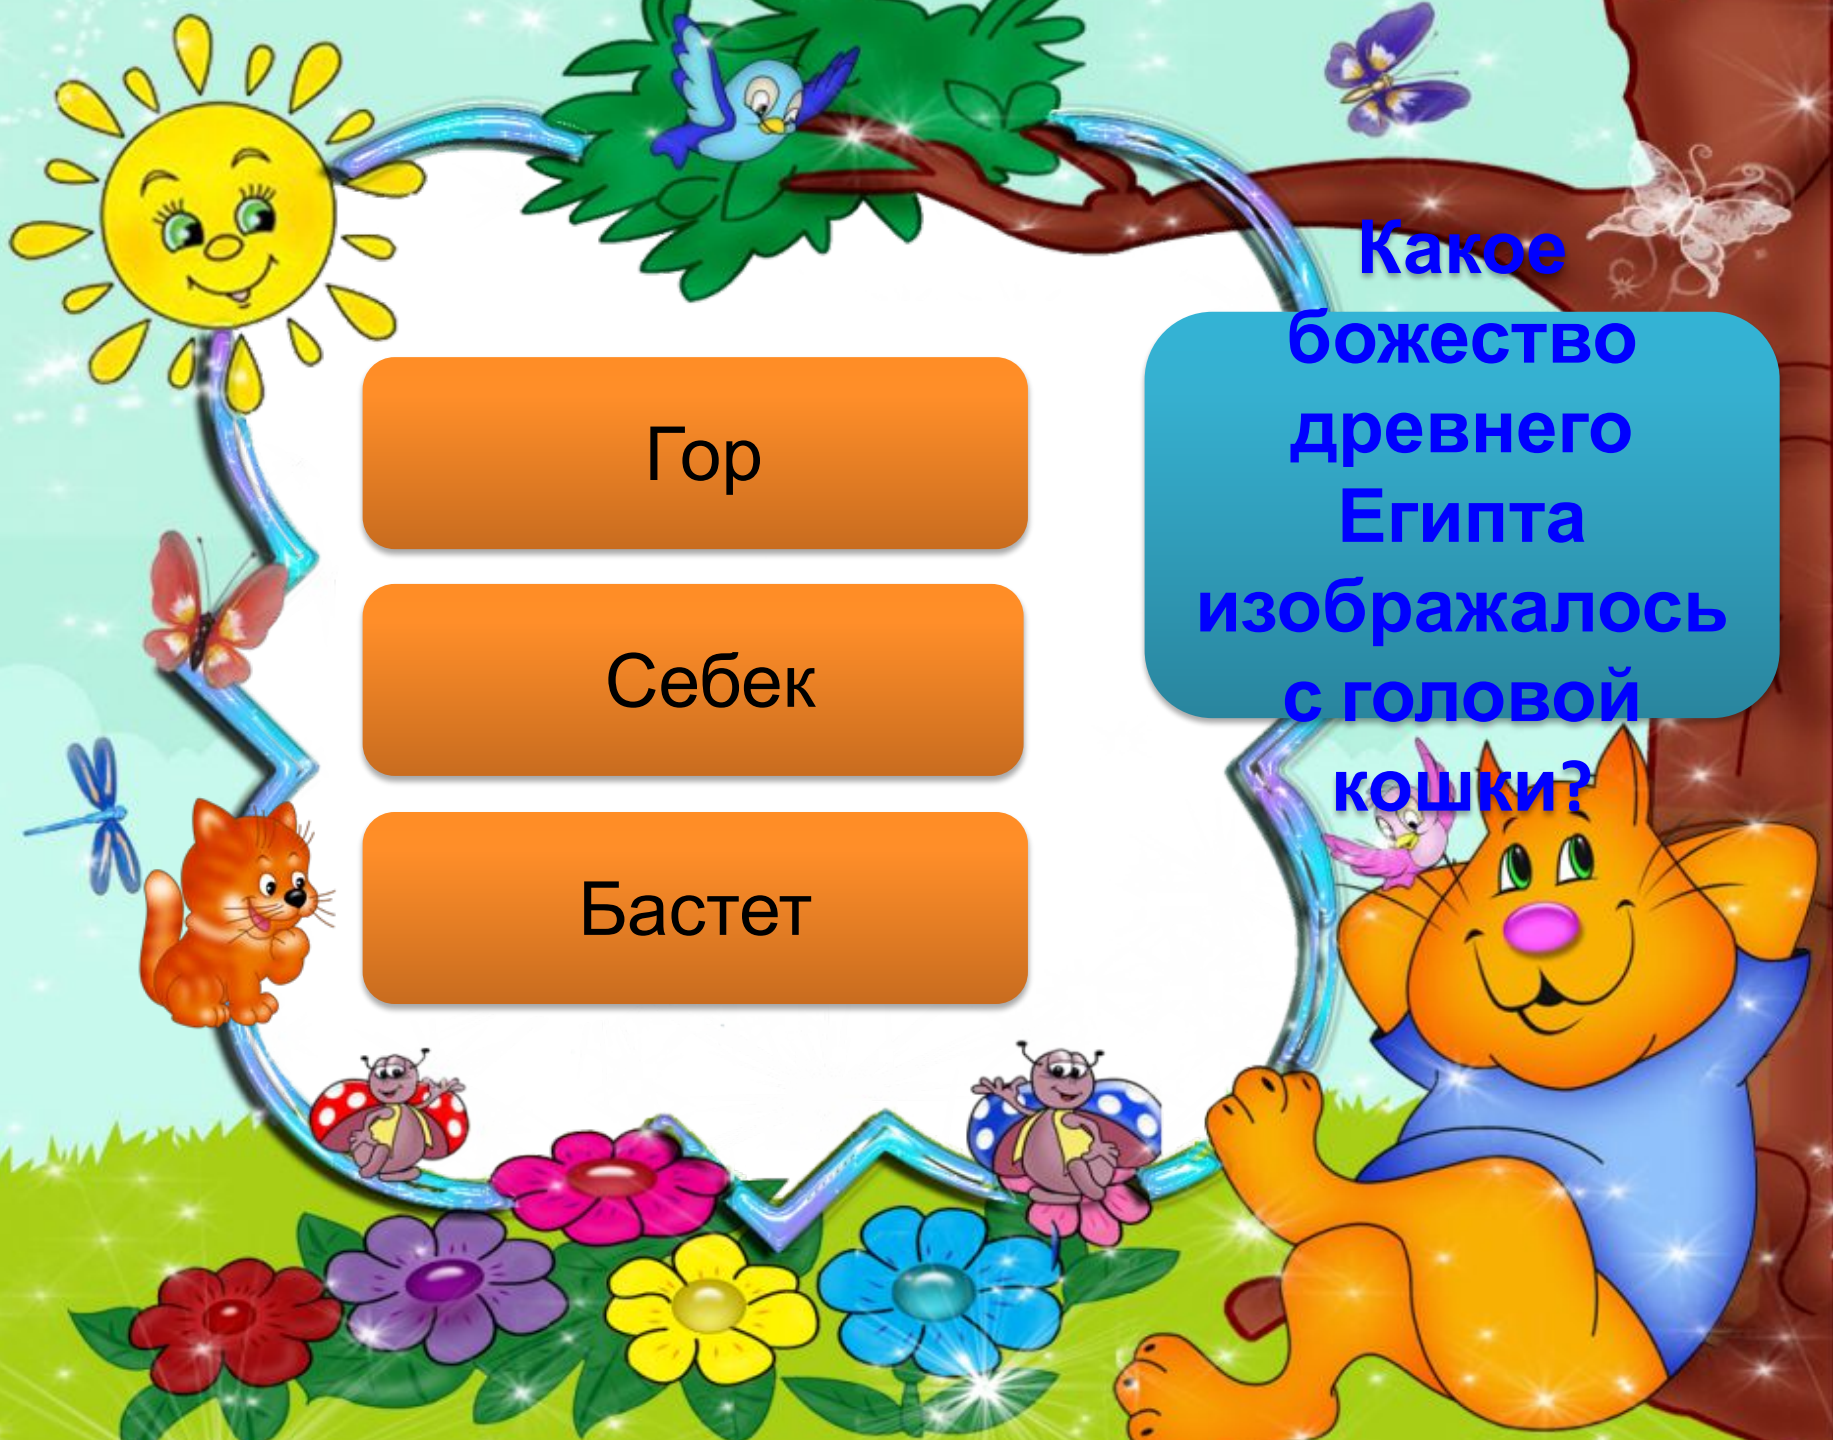 Какое
божество
древнего
Египта
изображалось
с головой
кошки?
Гор
Себек
Бастет